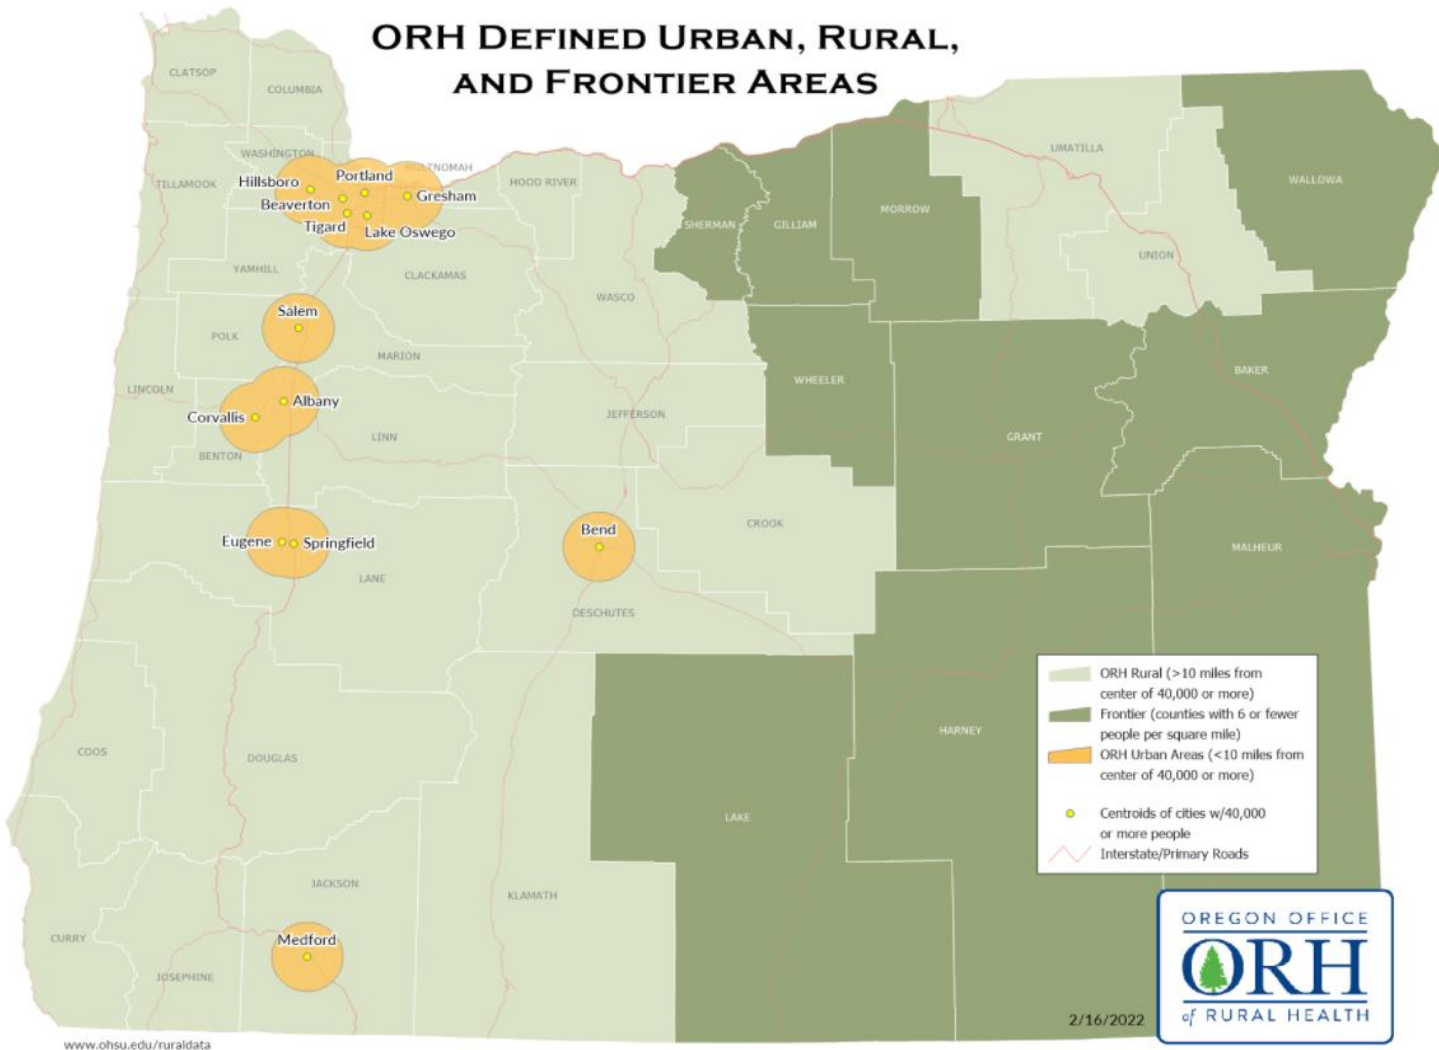 ORH DEFINED URBAN, RURAL,
AND FRONTIER AREAS
CLATSOP
COLUMBIA
WASHINGTON
MULTNOMAH
TILLAMOOK
Hillsboro
Portland
Beaverton
Gresham
Tigard
Lake Oswego
HOOD RIVER
YAMHILL
CLACKAMAS
WASCO
SHERMAN
GILLIAM
MORROW
UMATILLA
UNION
WALLOWA
Salem
POLK
MARION
LINCOLN
Corvallis
Albany
BENTON
LINN
JEFFERSON
WHEELER
GRANT
BAKER
Eugene
Springfield
LANE
Bend
CROOK
DESCHUTES
MALHEUR
COOS
DOUGLAS
HARNEY
LAKE
JACKSON
KLAMATH
CURRY
Medford
JOSEPHINE
ORH Rural (>10 miles from
center of 40,000 or more)
Frontier (counties with 6 or fewer
people per square mile)
ORH Urban Areas (<10 miles from
center of 40,000 or more)
Centroids of cities w/40,000
or more people
Interstate/Primary Roads
OREGON OFFICE
ORH
of RURAL HEALTH
2/16/2022
www.ohsu.edu/ruraldata